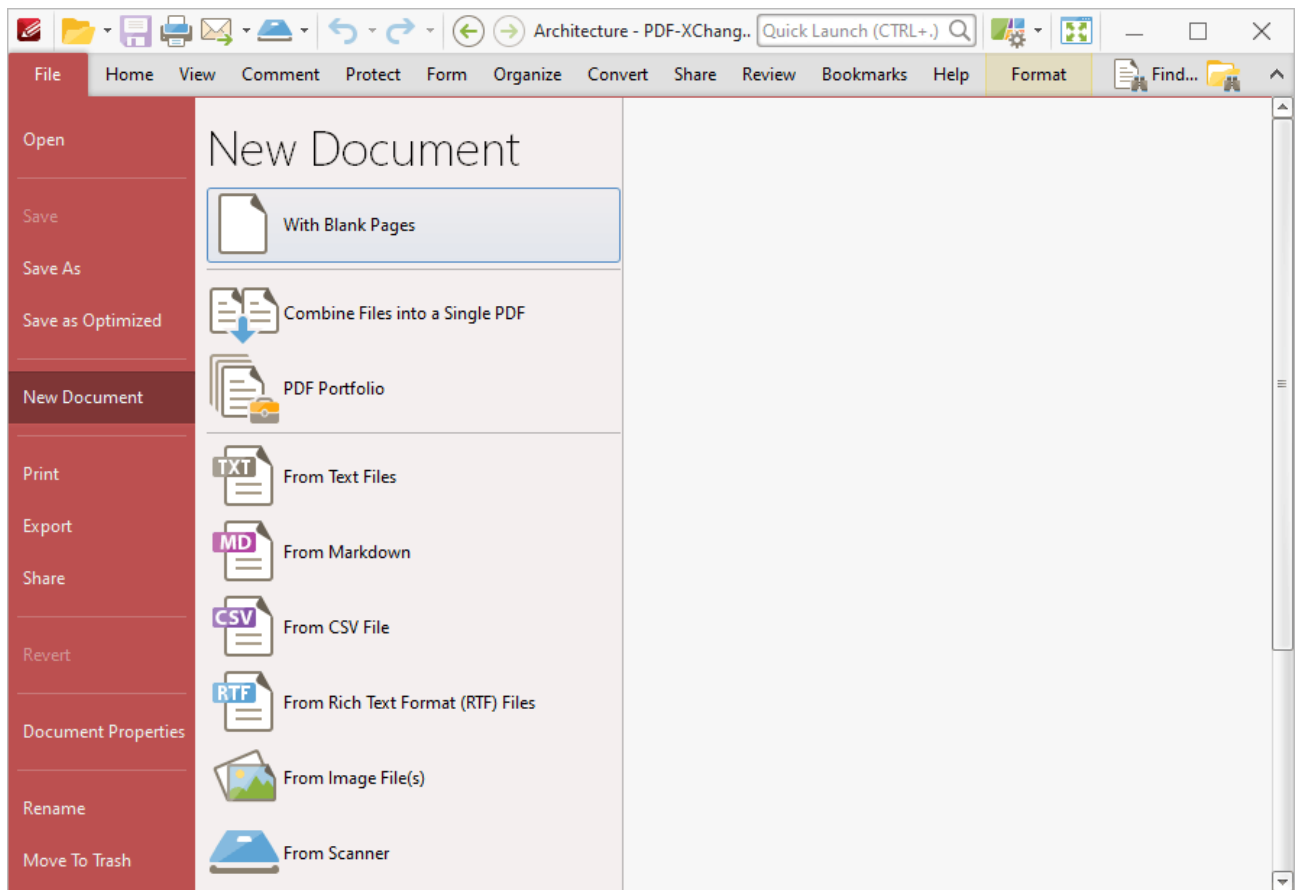 Architecture - PDF-XChang.. Quick Launch (CTRL+.)
File Home View Comment Protect Form Organize Convert Share Review Bookmarks Help Format Find...
Open
Save
Save As
Save as Optimized
New Document
Print
Export
Share
Revert
Document Properties
Rename
Move To Trash
New Document
With Blank Pages
Combine Files into a Single PDF
PDF Portfolio
TXT From Text Files
MD From Markdown
CSV From CSV File
RTF From Rich Text Format (RTF) Files
From Image File(s)
From Scanner